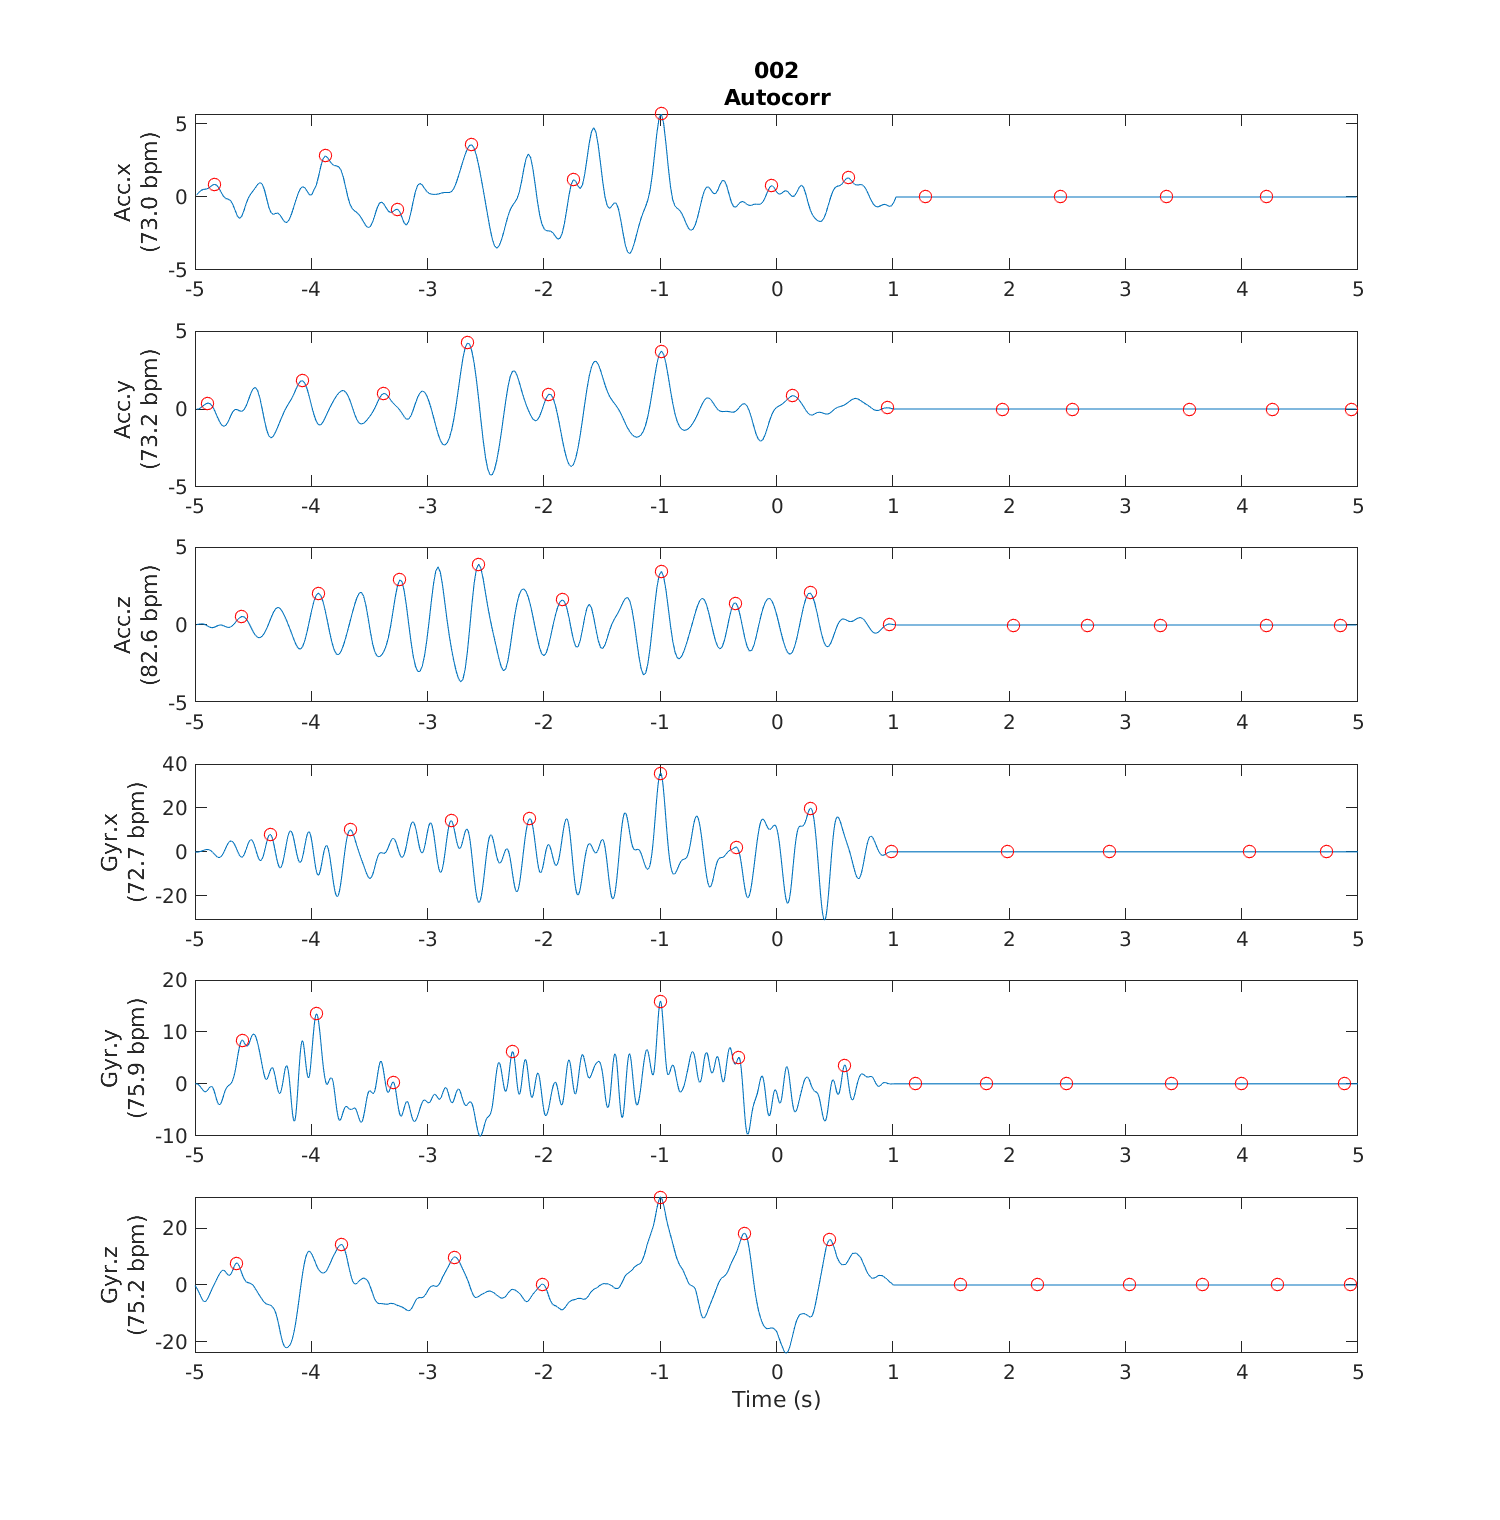 002
Autocorr
Acc.x
(73.0 bpm)
5
0
-5
-5 -4 -3 -2 -1 0 1 2 3 4 5
Acc.y
(73.2 bpm)
5
0
-5
-5 -4 -3 -2 -1 0 1 2 3 4 5
Acc.z
(82.6 bpm)
5
0
-5
-5 -4 -3 -2 -1 0 1 2 3 4 5
Gyr.x
(72.7 bpm)
40
20
0
-20
-5 -4 -3 -2 -1 0 1 2 3 4 5
Gyr.y
(75.9 bpm)
20
10
0
-10
-5 -4 -3 -2 -1 0 1 2 3 4 5
Gyr.z
(75.2 bpm)
20
0
-20
-5 -4 -3 -2 -1 0 1 2 3 4 5
Time (s)